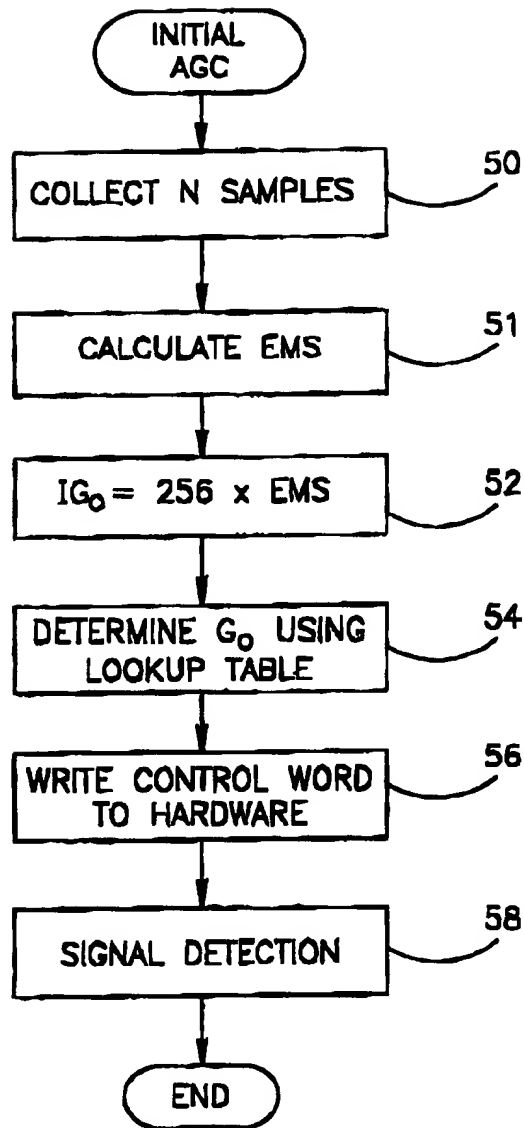 INITIAL
AGC
COLLECT N SAMPLES
50
CALCULATE EMS
51
IG₀ = 256 x EMS
52
DETERMINE G₀ USING
LOOKUP TABLE
54
WRITE CONTROL WORD
TO HARDWARE
56
SIGNAL DETECTION
58
END